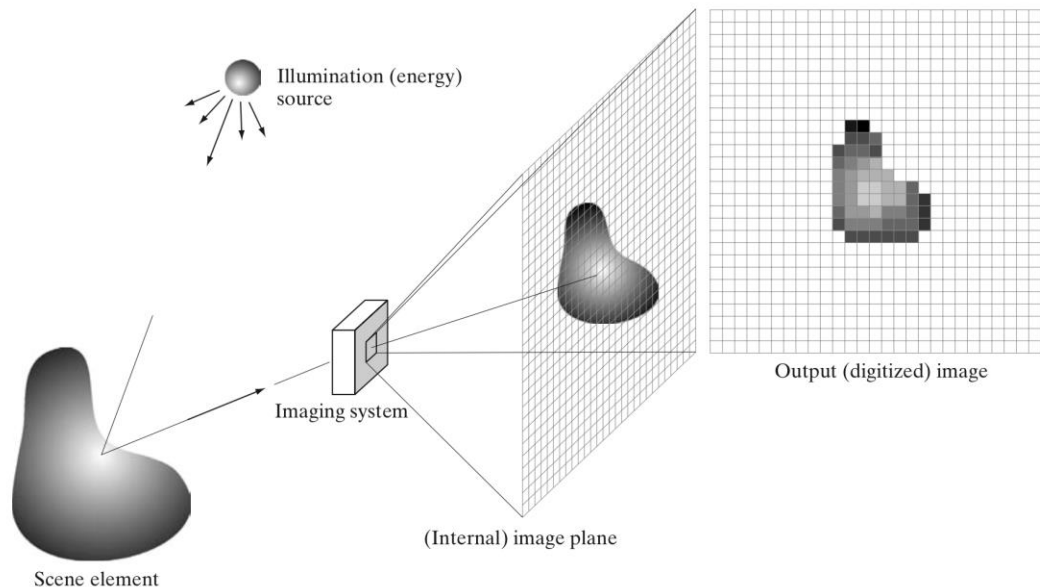 Illumination (energy)
source
Output (digitized) image
Imaging system
(Internal) image plane
Scene element